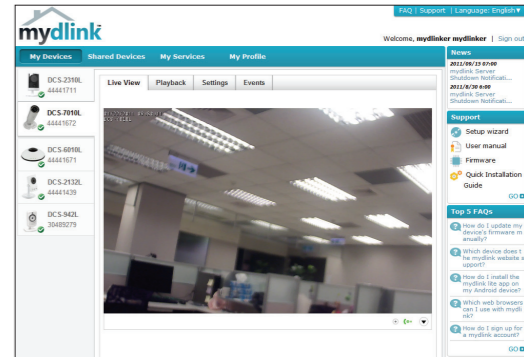 FAQ | Support | Language: English▼
mydlink
Welcome, mydlinker mydlinker | Sign out
My Devices
Shared Devices
My Services
My Profile
DCS-2310L
44441711
DCS-7010L
44441672
DCS-6010L
44441671
DCS-2132L
44441439
DCS-942L
30489279
Live View
Playback
Settings
Events
News
2011/09/15 07:00
mydlink Server
Shutdown Notificati...
2011/8/30 6:00
mydlink Server
Shutdown Notificati...
Support
Setup wizard
User manual
Firmware
Quick Installation
Guide
GO
Top 5 FAQs
How do I update my
device's firmware m
anually?
Which device does t
he mydlink website s
upport?
How do I install the
mydlink lite app on
my Android device?
Which web browsers
can I use with mydli
nk?
How do I sign up for
a mydlink account?
GO